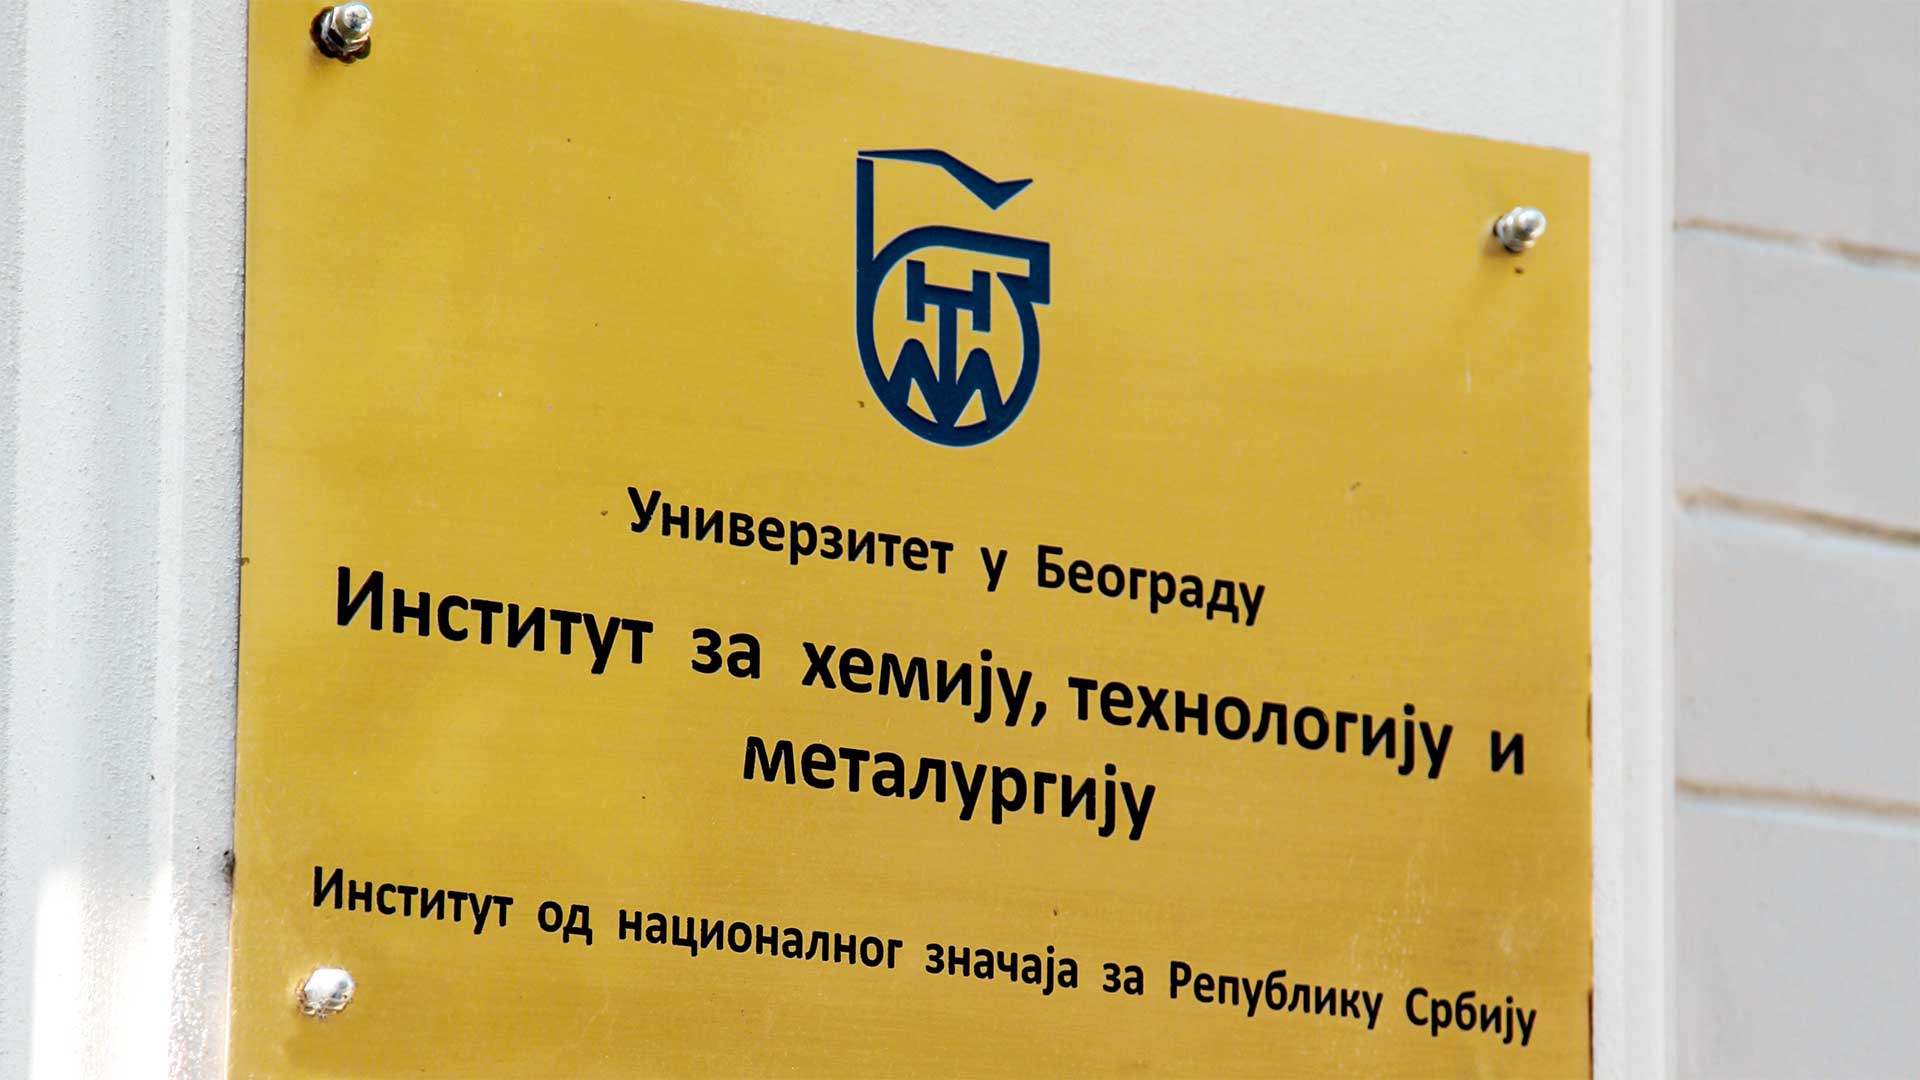 Универзитет у Београду
Институт за хемију, технологију и
металургију
Институт од националног значаја за Републику Србију